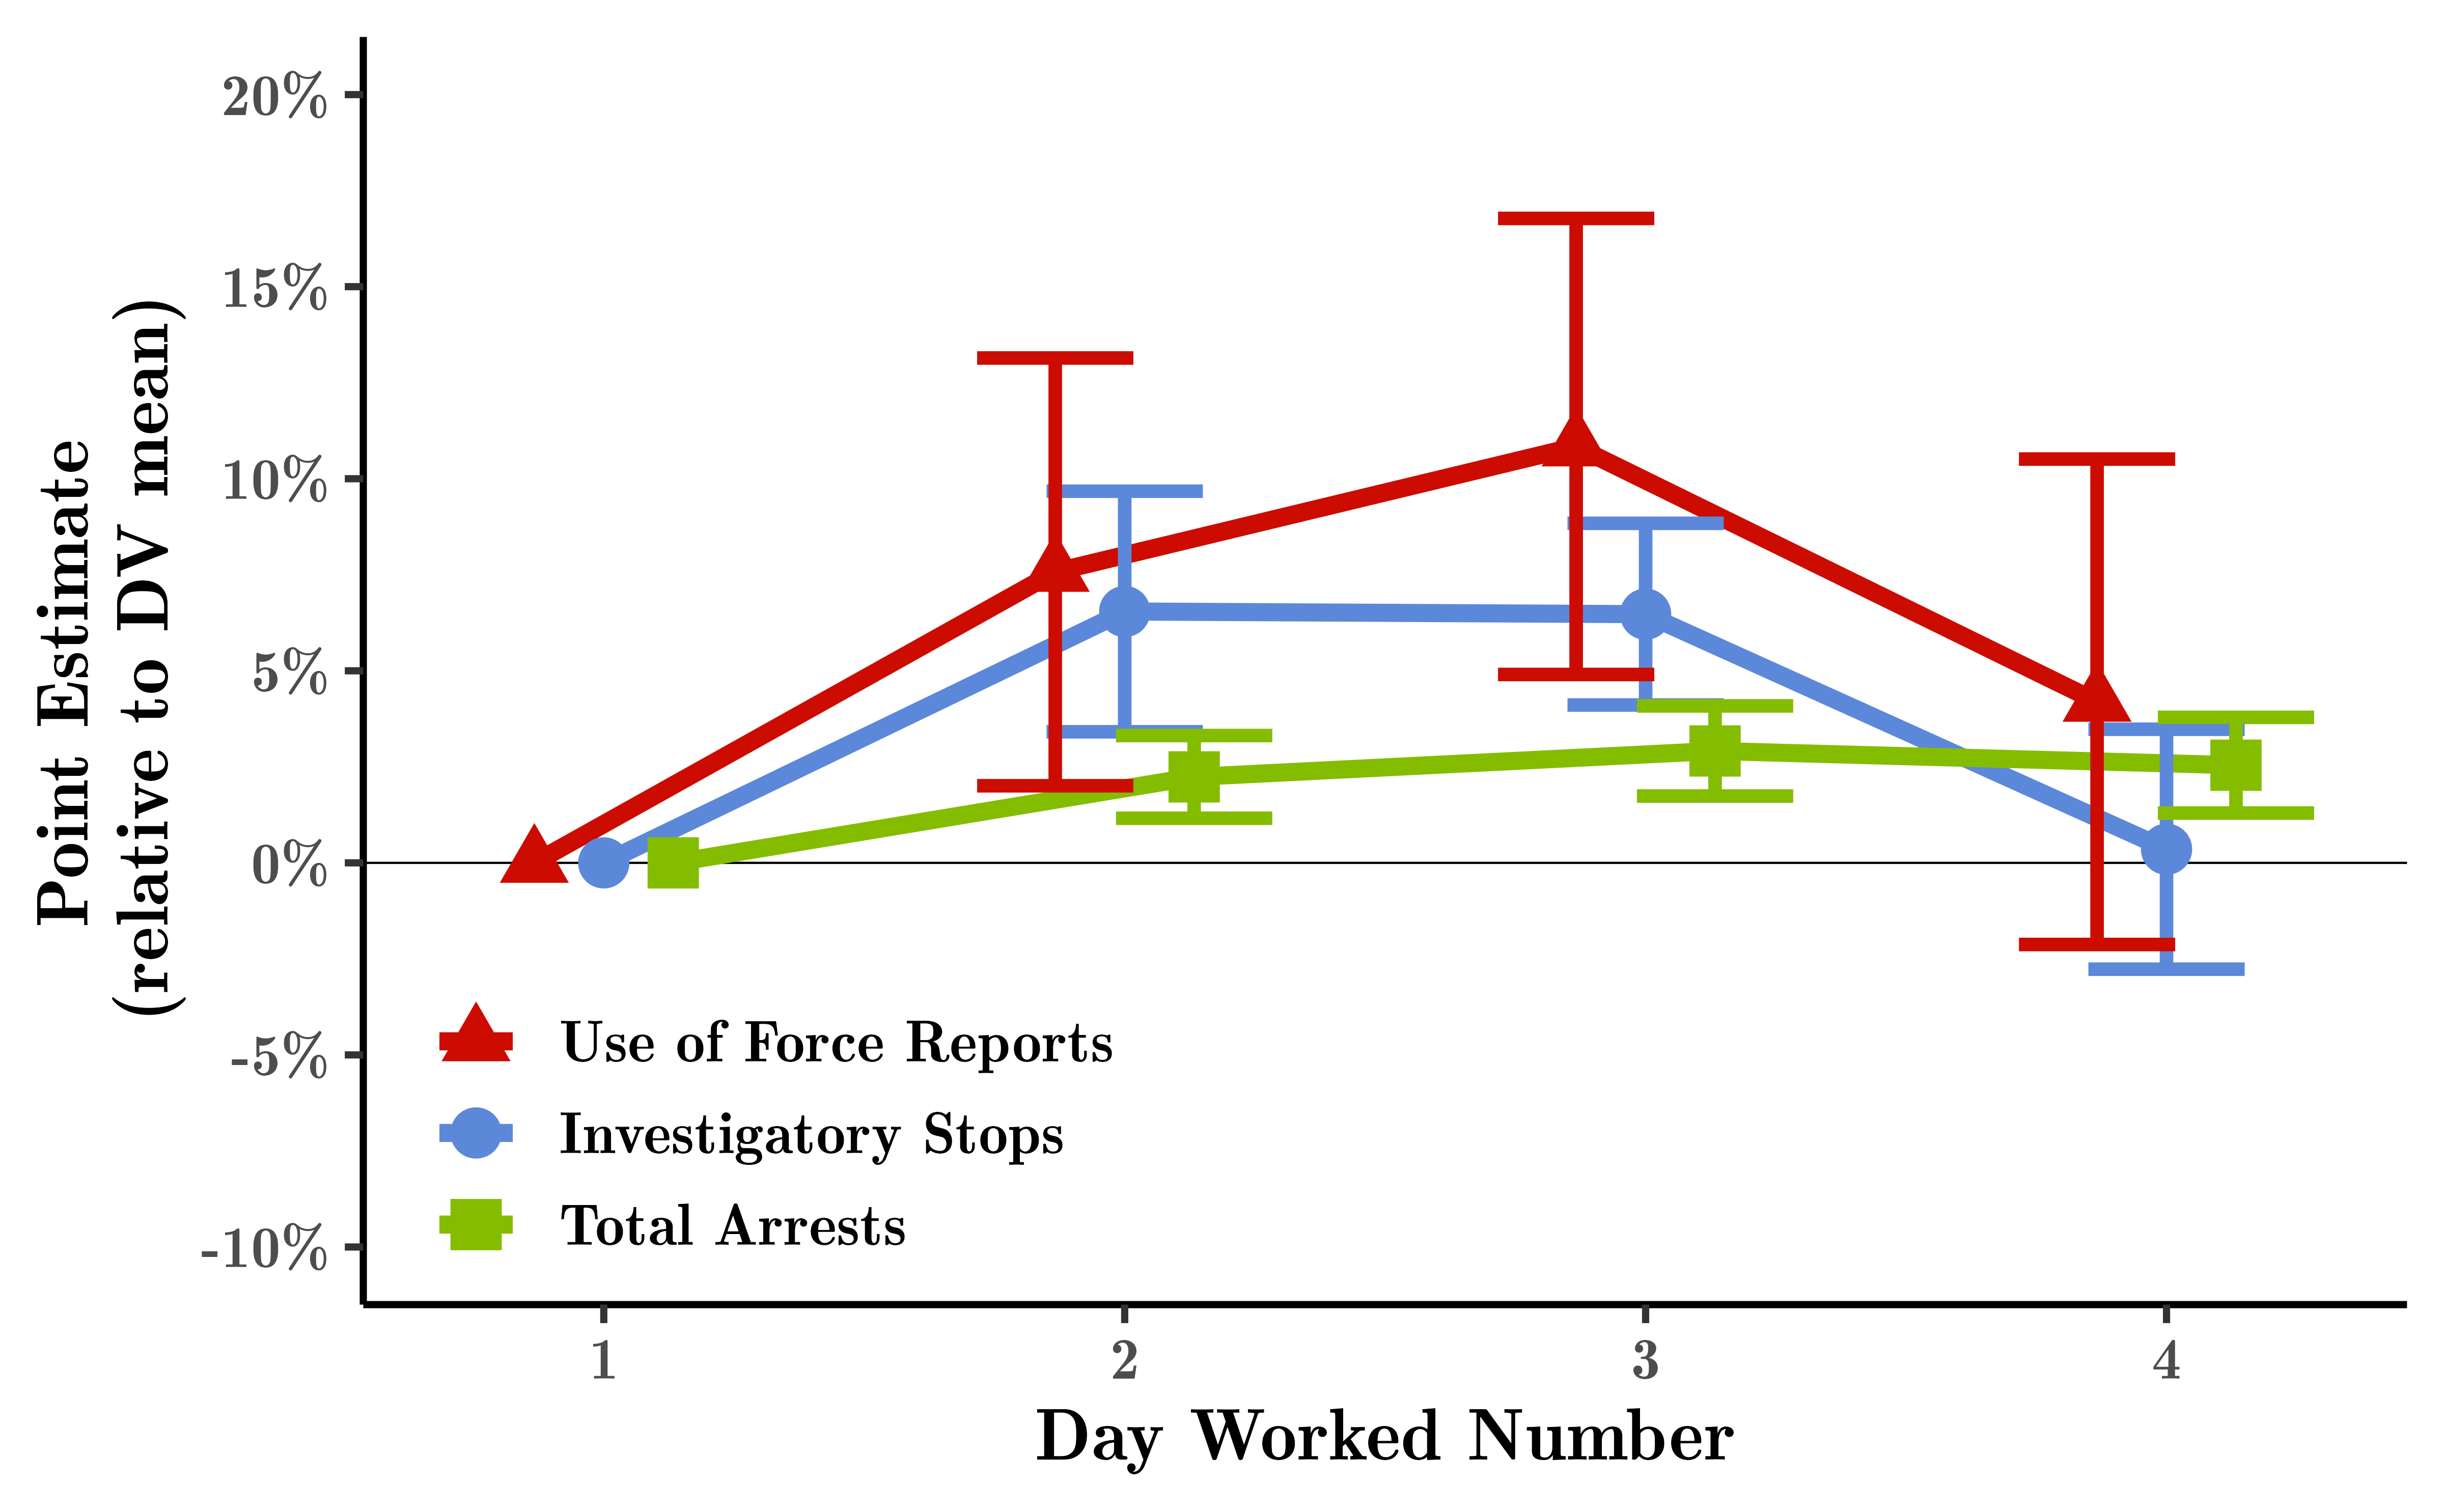 Point Estimate
(relative to DV mean)
20%
15%
10%
5%
0%
-5%
-10%
Use of Force Reports
Investigatory Stops
Total Arrests
1 2 3 4
Day Worked Number